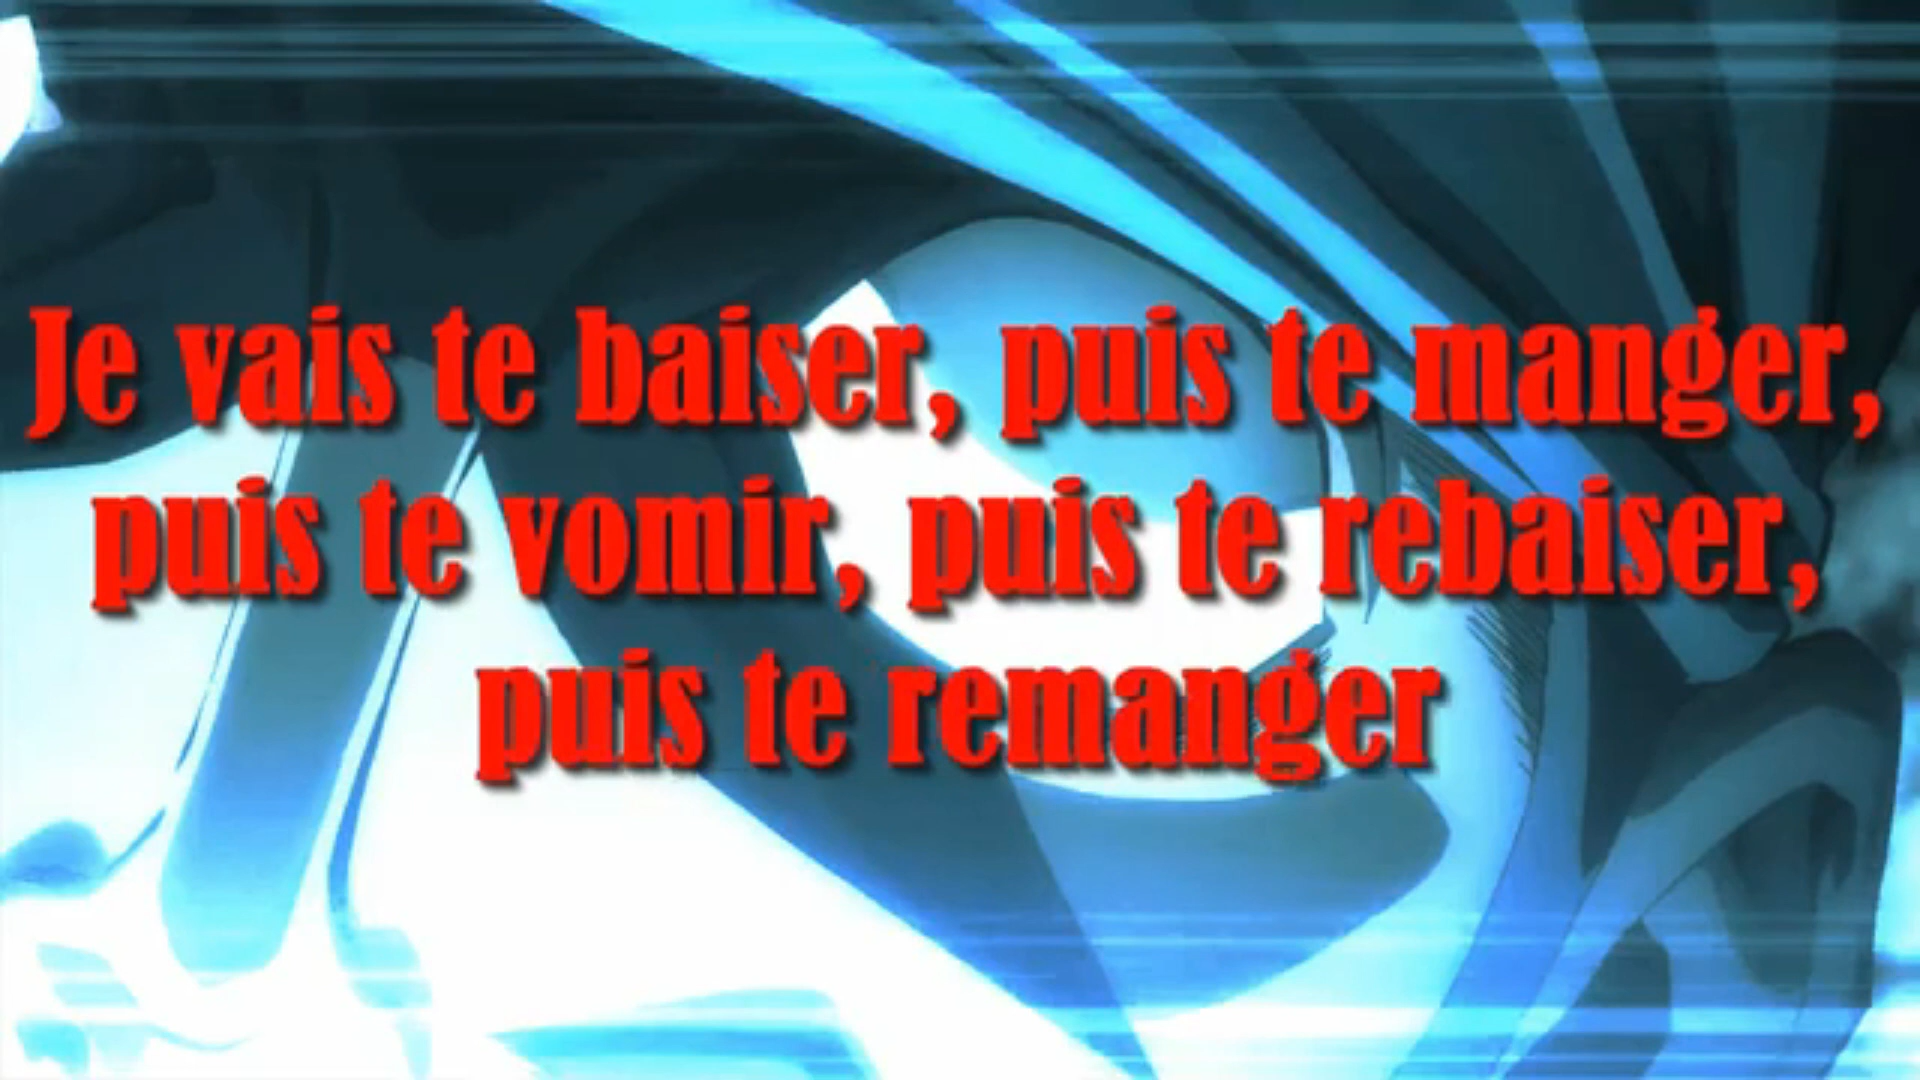 Je vais te baiser, puis te manger,
puis te vomir, puis te rebaiser,
puis te remanger